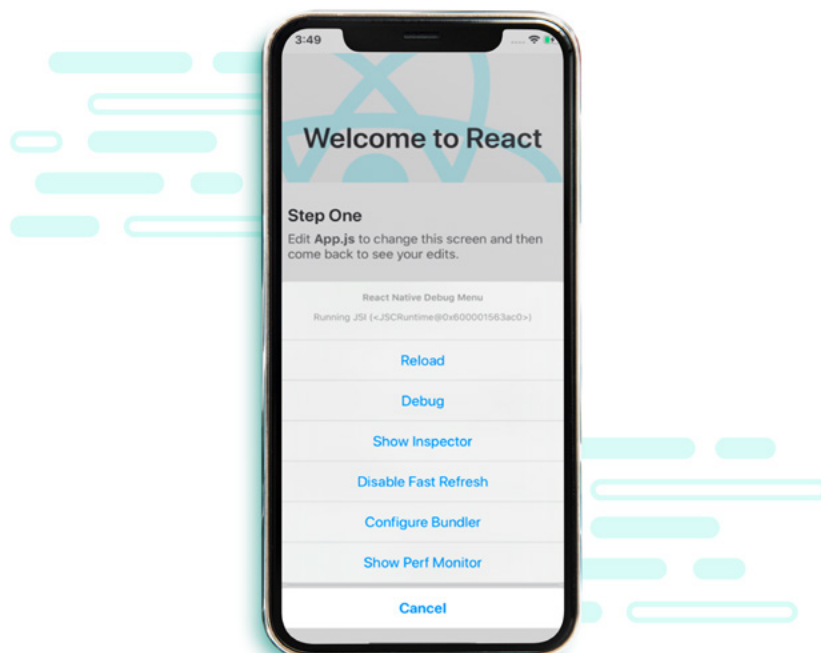 3:49
Welcome to React
Step One
Edit App.js to change this screen and then
come back to see your edits.
React Native Debug Menu
Running JSI (<JSCRuntime@0x600001563ac0>)
Reload
Debug
Show Inspector
Disable Fast Refresh
Configure Bundler
Show Perf Monitor
Cancel